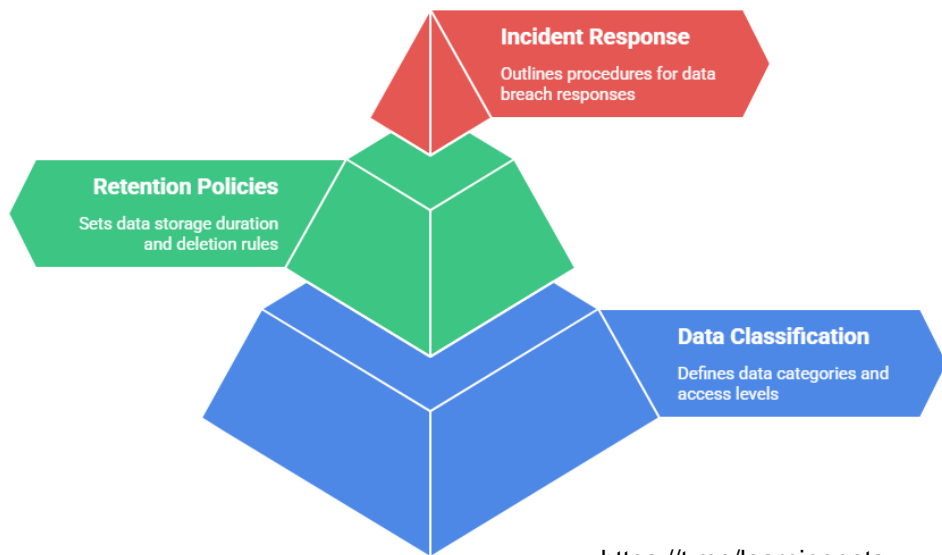 Incident Response
Outlines procedures for data
breach responses
Retention Policies
Sets data storage duration
and deletion rules
Data Classification
Defines data categories and
access levels